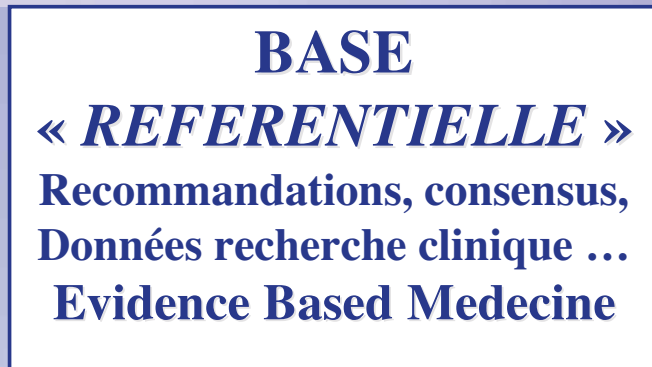 BASE
« REFERENTIELLE »
Recommandations, consensus,
Données recherche clinique …
Evidence Based Medecine